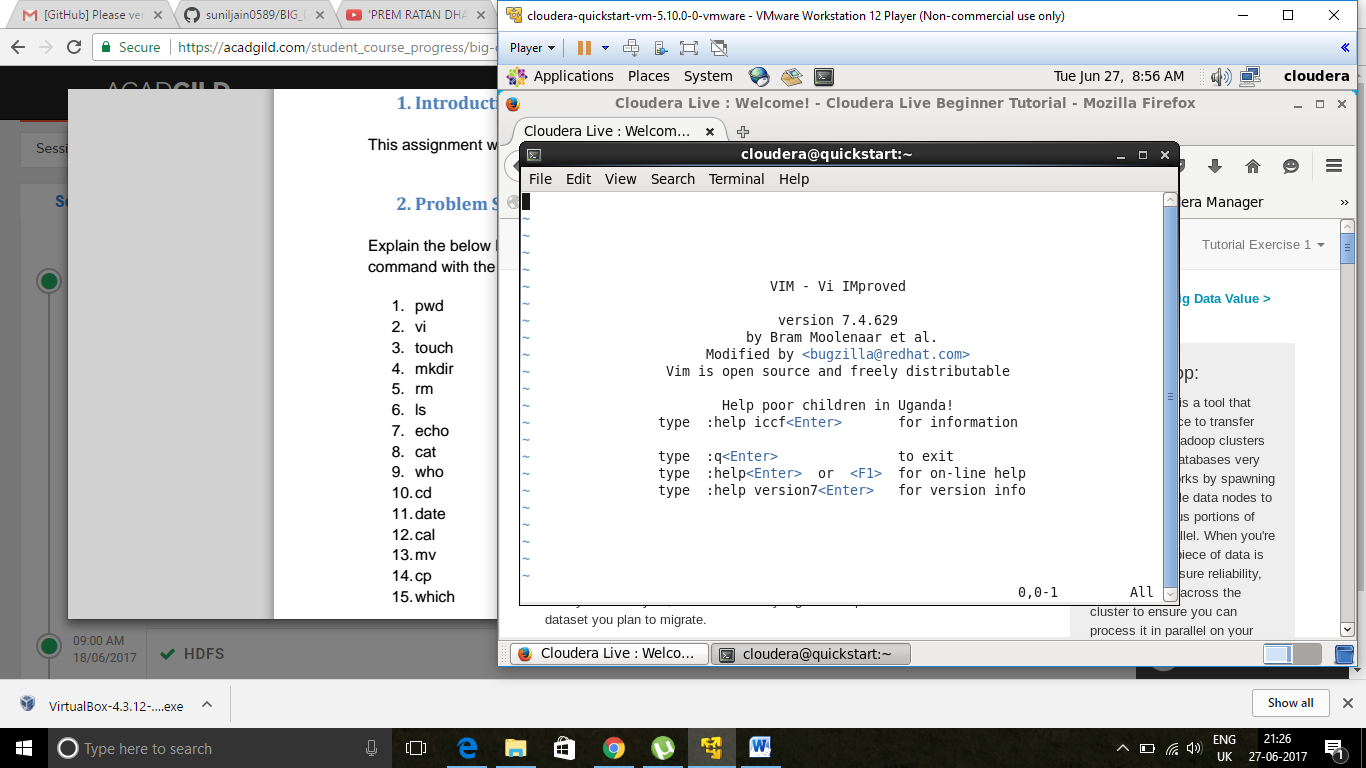 [GitHub] Please ve
suniljain0589/BIG_
'PREM RATAN DHA
Secure
https://acadgild.com/student_course_progress/big-
ACADGILD
Sessi
1. Introducti
This assignment w
2. Problem S
Explain the below
command with the
1. pwd
2. vi
3. touch
4. mkdir
5. rm
6. ls
7. echo
8. cat
9. who
10. cd
11. date
12. cal
13. mv
14. cp
15. which
09:00 AM
18/06/2017
HDFS
cloudera-quickstart-vm-5.10.0-0-vmware - VMware Workstation 12 Player (Non-commercial use only)
Player
Applications Places System
Tue Jun 27, 8:56 AM
cloudera
Cloudera Live : Welcome! - Cloudera Live Beginner Tutorial - Mozilla Firefox
Cloudera Live : Welcom...
cloudera@quickstart:~
File Edit View Search Terminal Help
~
~
~
~
~ VIM - Vi IMproved
~
~ version 7.4.629
~ by Bram Moolenaar et al.
~ Modified by <bugzilla@redhat.com>
~ Vim is open source and freely distributable
~
~ Help poor children in Uganda!
~ type :help iccf<Enter> for information
~
~ type :q<Enter> to exit
~ type :help<Enter> or <F1> for on-line help
~ type :help version7<Enter> for version info
~
~
~
~
~
0,0-1 All
era Manager
»
Tutorial Exercise 1
ig Data Value >
op:
is a tool that
ce to transfer
adoop clusters
atabases very
rks by spawning
le data nodes to
us portions of
llel. When you're
piece of data is
sure reliability,
across the
cluster to ensure you can
process it in parallel on your
dataset you plan to migrate.
Cloudera Live : Welco...
cloudera@quickstart:~
VirtualBox-4.3.12-....exe
Show all
Type here to search
ENG
UK
21:26
27-06-2017
1